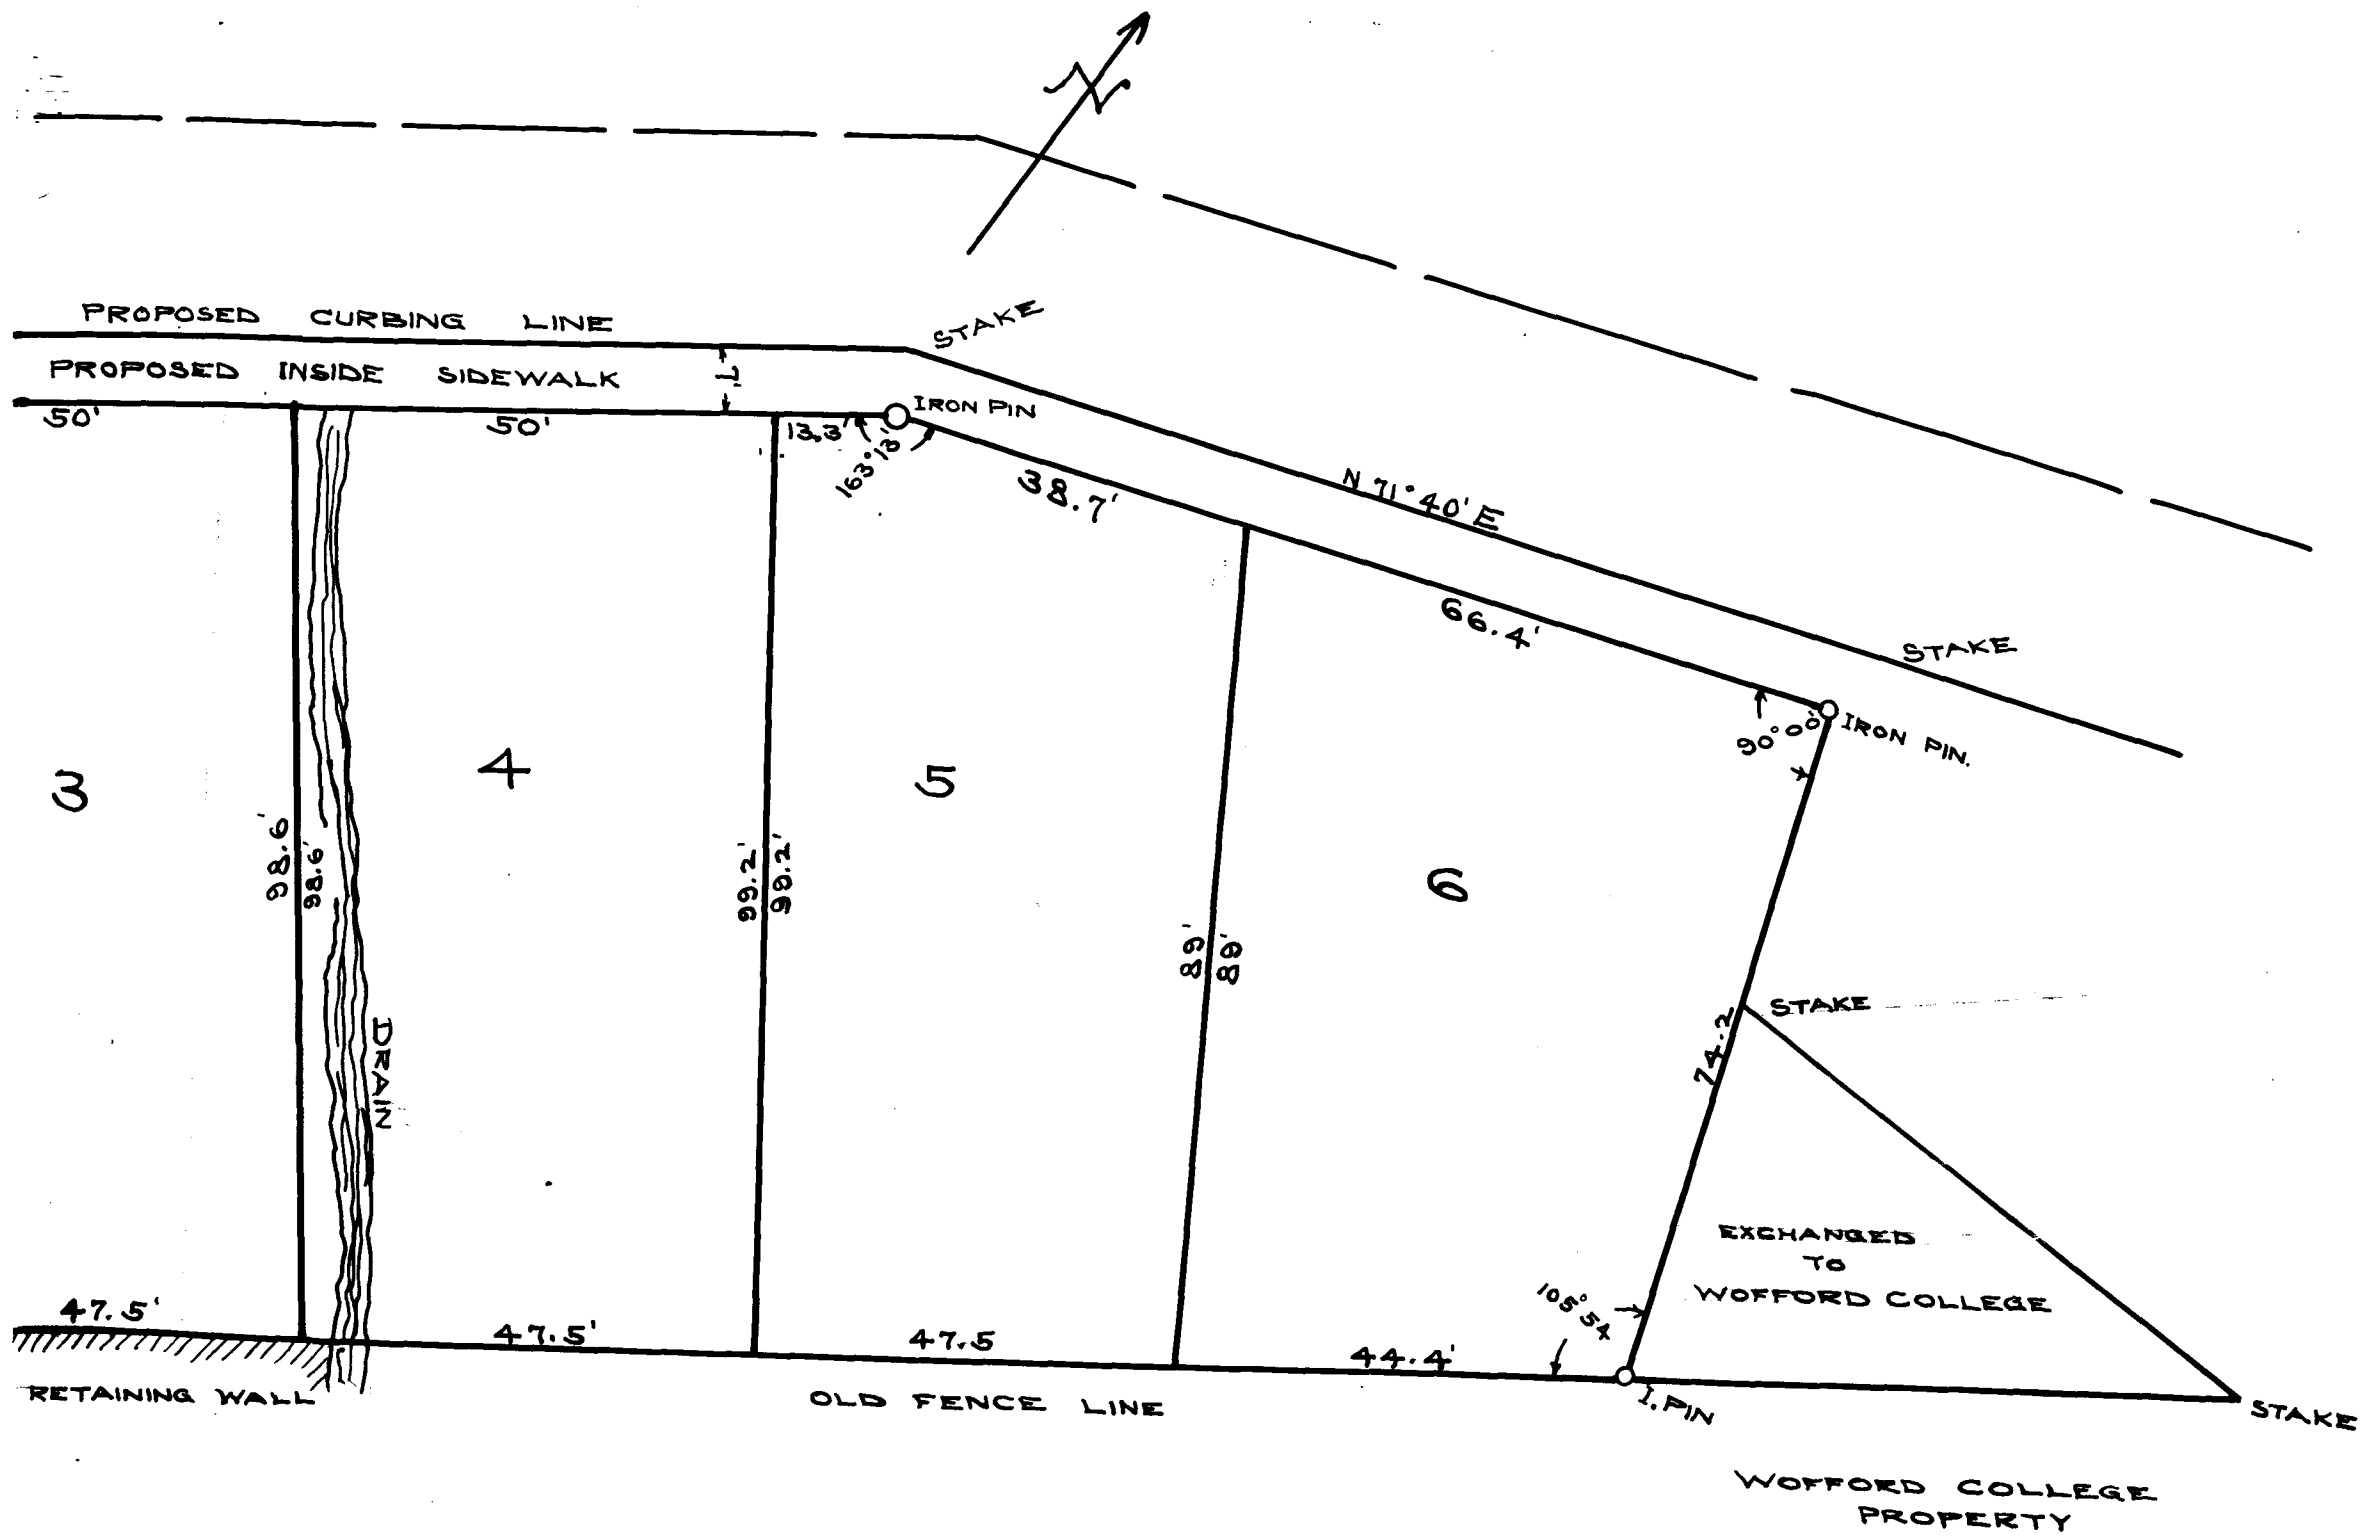 N
PROPOSED CURBING LINE
STAKE
PROPOSED INSIDE SIDEWALK
7'
50'
50'
13.3'
IRON PIN
163°13'
38.7'
N 71°40' E
66.4'
STAKE
90°00'
IRON PIN.
3
4
5
6
98.6'
98.6'
99.2'
99.2'
89'
89'
STAKE
74.2
DRAIN
EXCHANGED
TO
WOFFORD COLLEGE
105°54
47.5'
47.5'
47.5
44.4'
RETAINING WALL
OLD FENCE LINE
I. PIN
STAKE
WOFFORD COLLEGE
PROPERTY